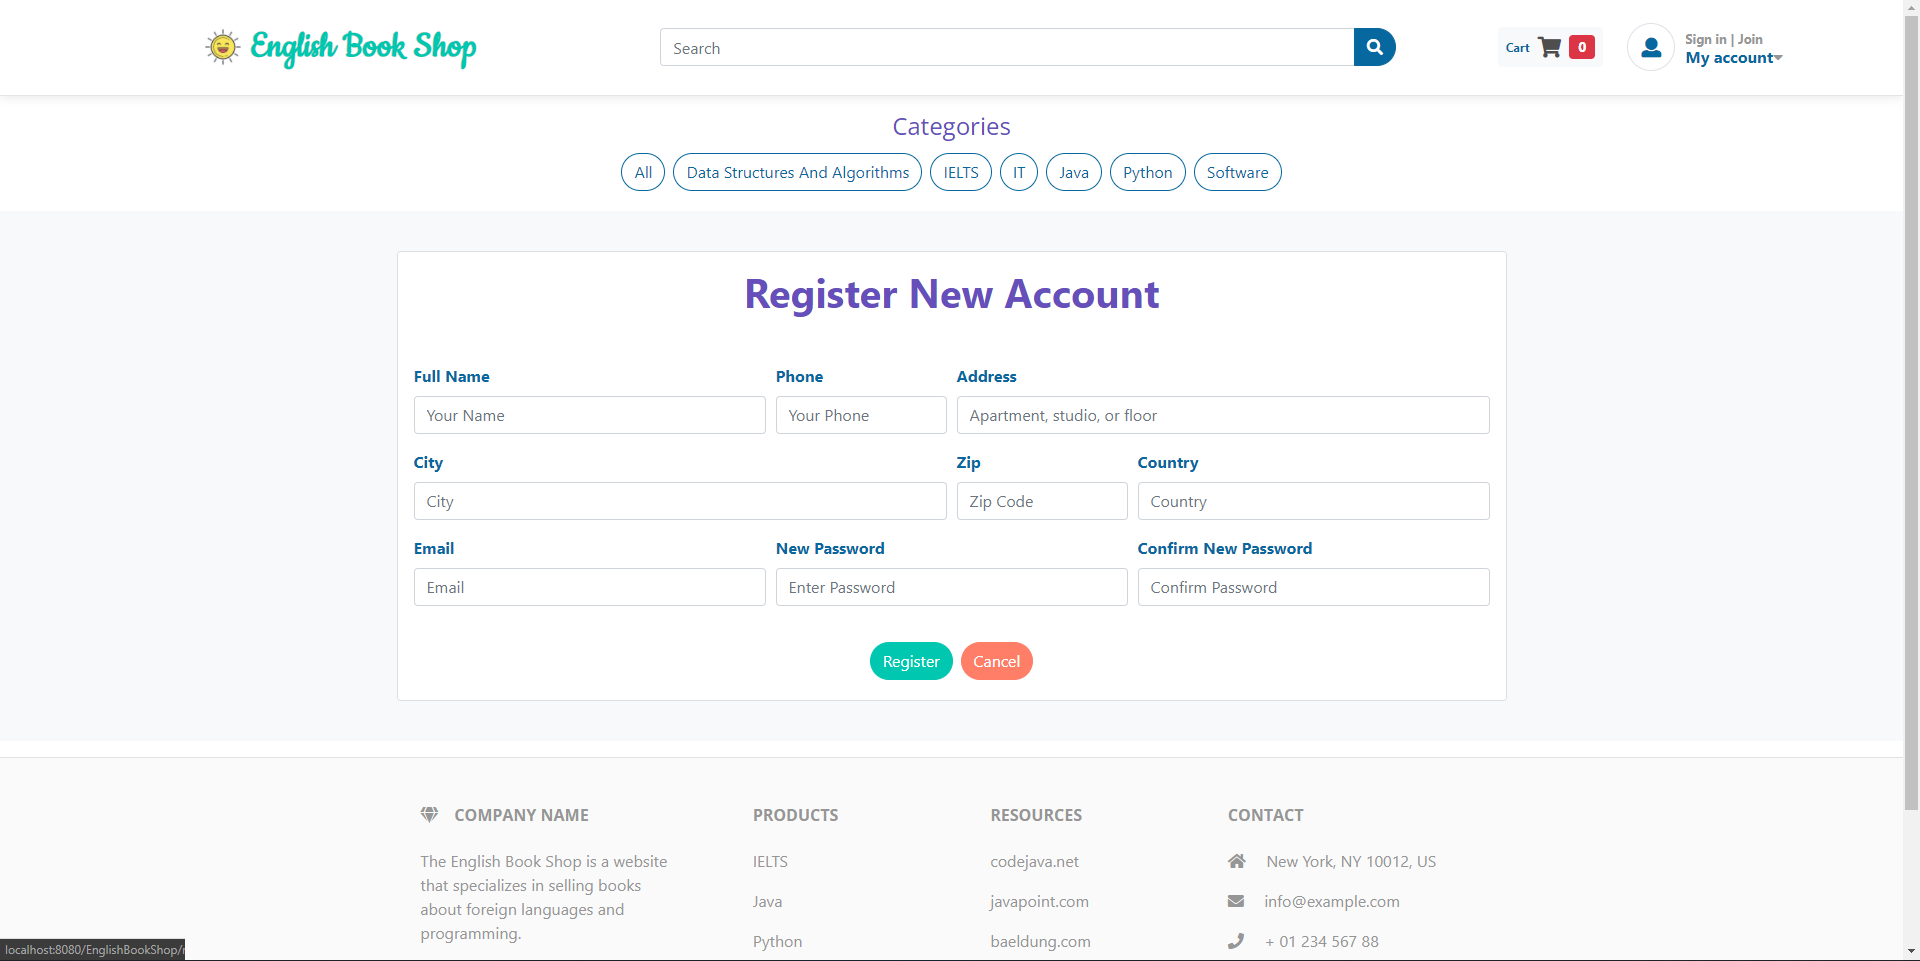 English Book Shop
Search
Cart 0
Sign in | Join
My account
Categories
All Data Structures And Algorithms IELTS IT Java Python Software
Register New Account
Full Name Phone Address
Your Name Your Phone Apartment, studio, or floor
City Zip Country
City Zip Code Country
Email New Password Confirm New Password
Email Enter Password Confirm Password
Register Cancel
COMPANY NAME PRODUCTS RESOURCES CONTACT
The English Book Shop is a website IELTS codejava.net New York, NY 10012, US
that specializes in selling books
about foreign languages and Java javapoint.com info@example.com
programming. Python baeldung.com + 01 234 567 88
localhost:8080/EnglishBookShop/